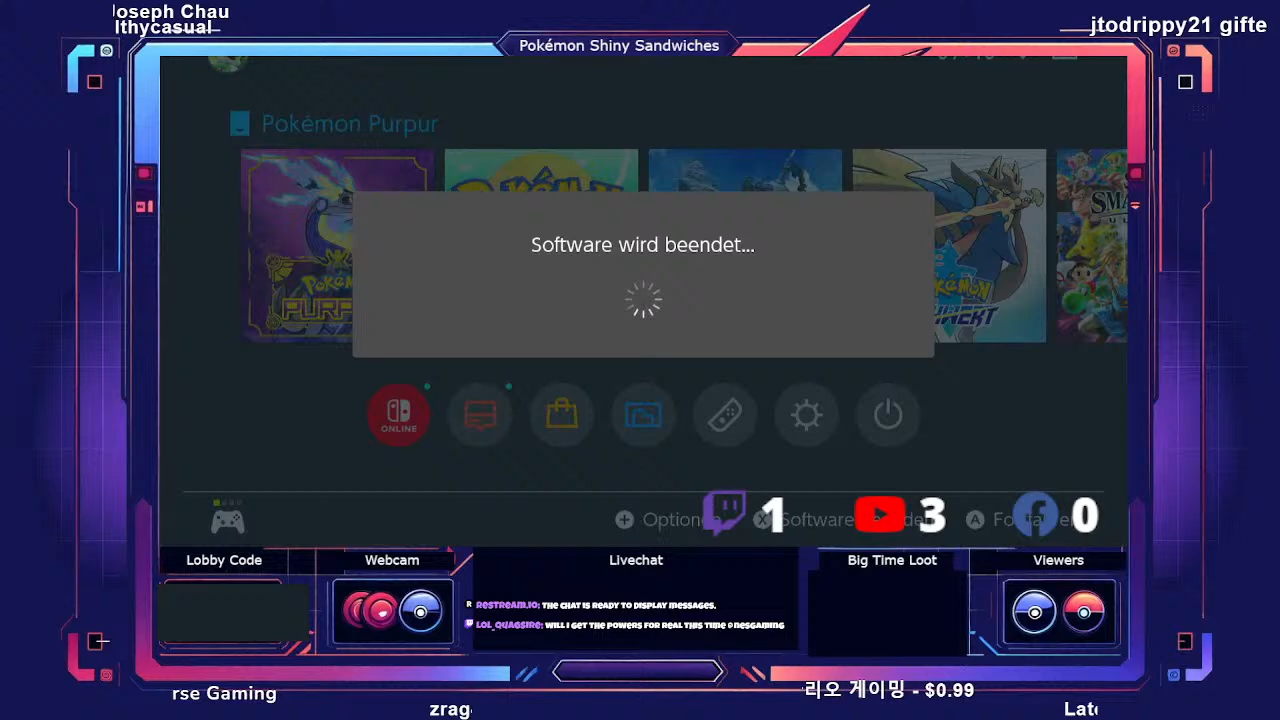 Joseph Chau
lthycasual
jtodrippy21 gifte
Pokémon Shiny Sandwiches
Pokémon Purpur
Software wird beendet...
ONLINE
Optionen
1
3
0
Lobby Code
Webcam
Livechat
Big Time Loot
Viewers
RESTREAM.IO: THE CHAT IS READY TO DISPLAY MESSAGES.
LOL_QUAGSIRE: WILL I GET THE POWERS FOR REAL THIS TIME @NESGAMING
rse Gaming
리오 게이밍 - $0.99
zrag
Late